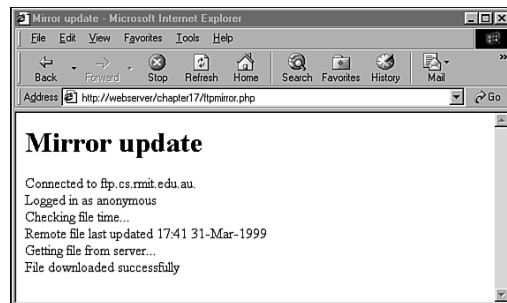 Mirror update - Microsoft Internet Explorer
File Edit View Favorites Tools Help
Back Forward Stop Refresh Home Search Favorites History Mail »
Address http://webserver/chapter17/ftpmirror.php Go
Mirror update
Connected to ftp.cs.rmit.edu.au.
Logged in as anonymous
Checking file time...
Remote file last updated 17:41 31-Mar-1999
Getting file from server...
File downloaded successfully